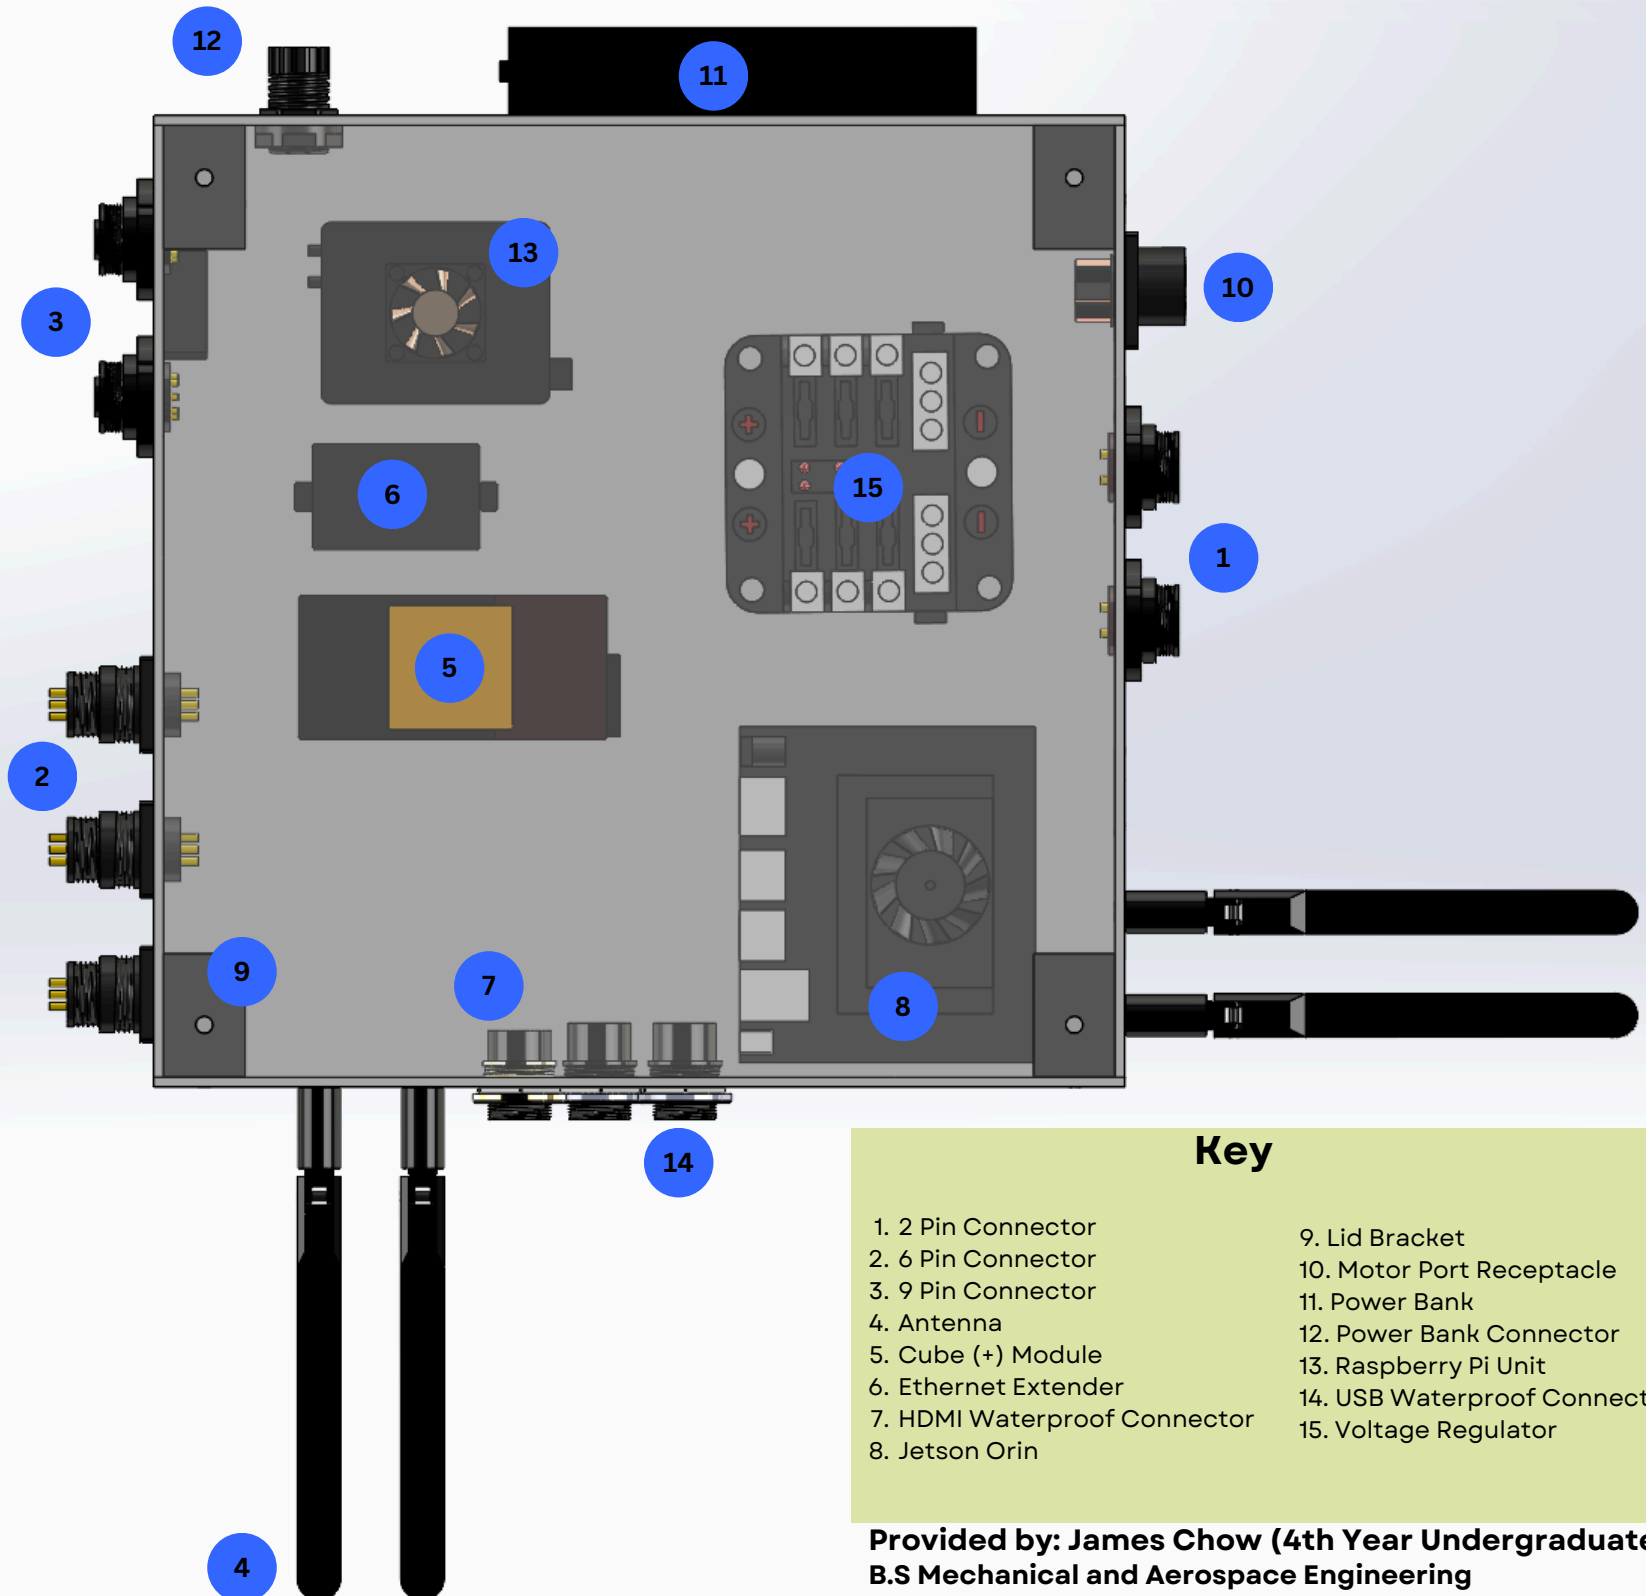 12
11
13
3
10
6
15
1
5
2
9
7
8
14
4
Key
1. 2 Pin Connector
2. 6 Pin Connector
3. 9 Pin Connector
4. Antenna
5. Cube (+) Module
6. Ethernet Extender
7. HDMI Waterproof Connector
8. Jetson Orin
9. Lid Bracket
10. Motor Port Receptacle
11. Power Bank
12. Power Bank Connector
13. Raspberry Pi Unit
14. USB Waterproof Connect
15. Voltage Regulator
Provided by: James Chow (4th Year Undergraduate
B.S Mechanical and Aerospace Engineering